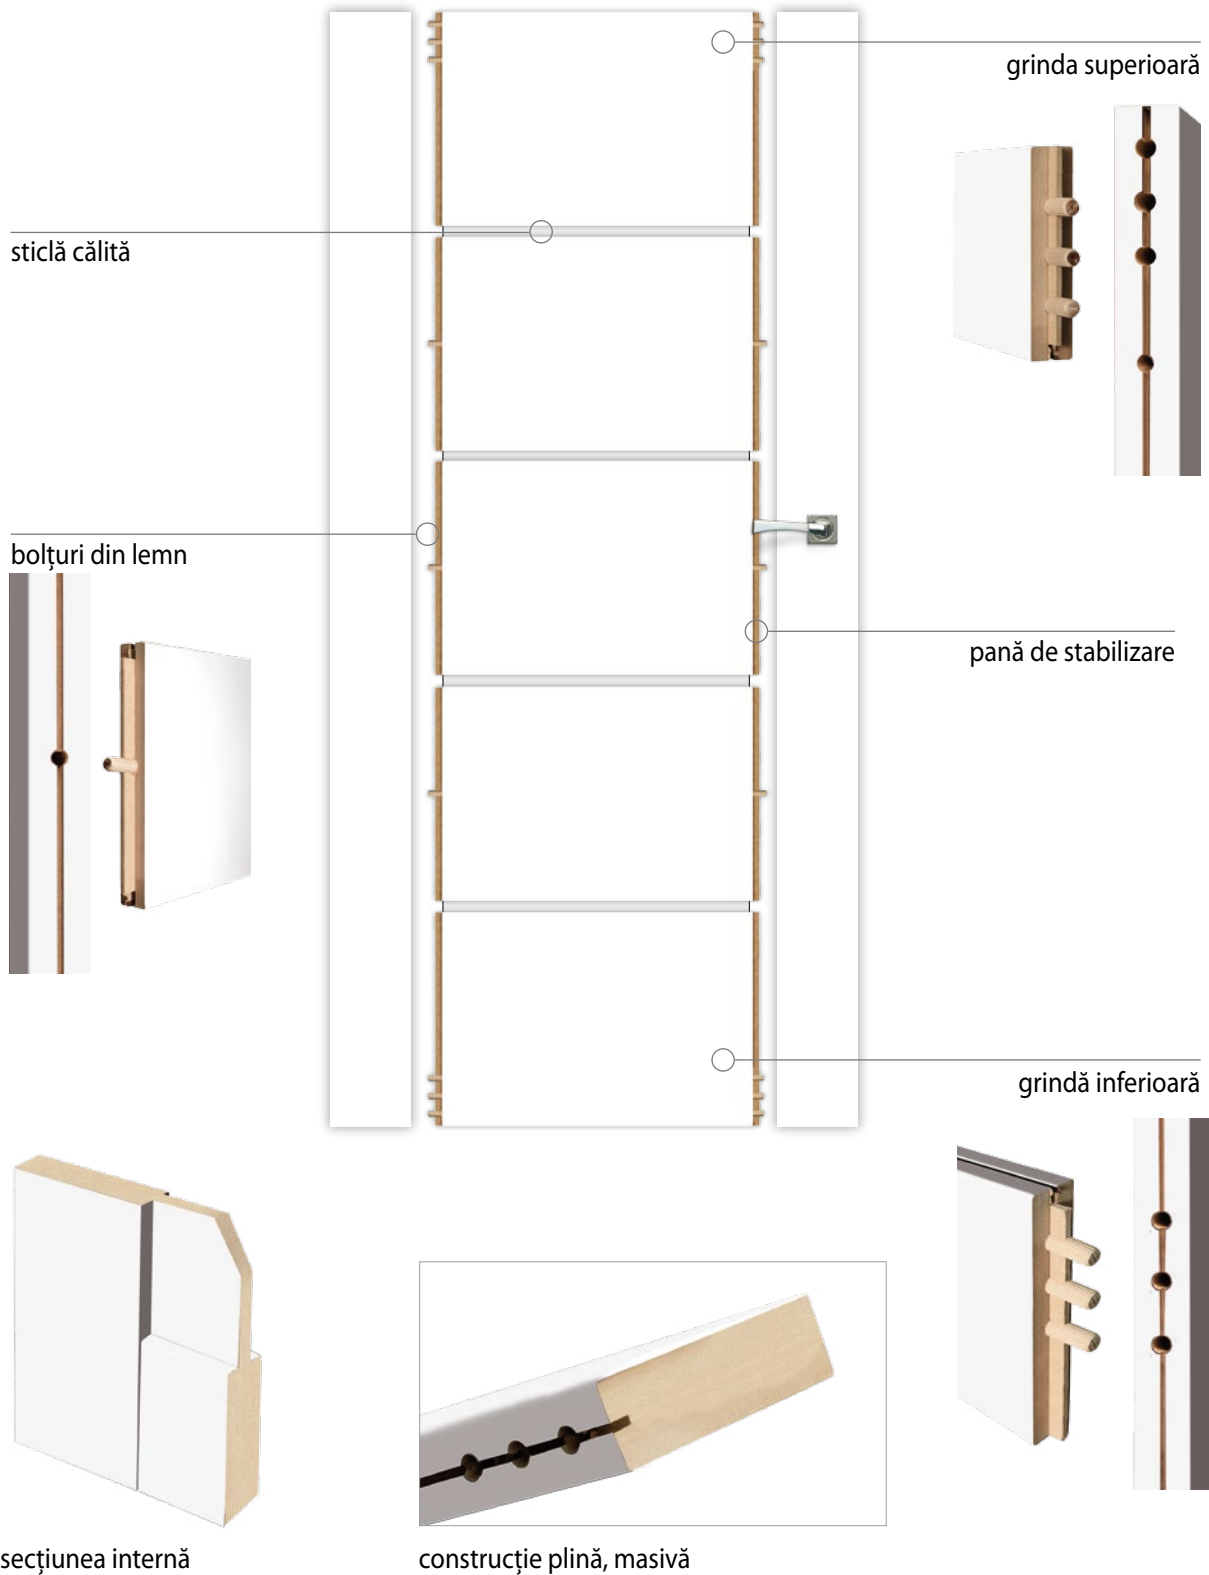 grinda superioară
sticlă călită
bolțuri din lemn
pană de stabilizare
grindă inferioară
secțiunea internă
construcție plină, masivă